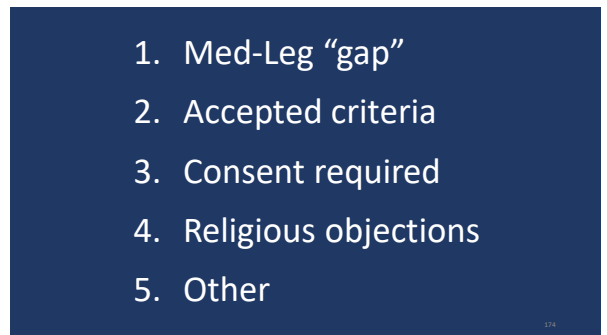 1. Med-Leg “gap”
2. Accepted criteria
3. Consent required
4. Religious objections
5. Other
174